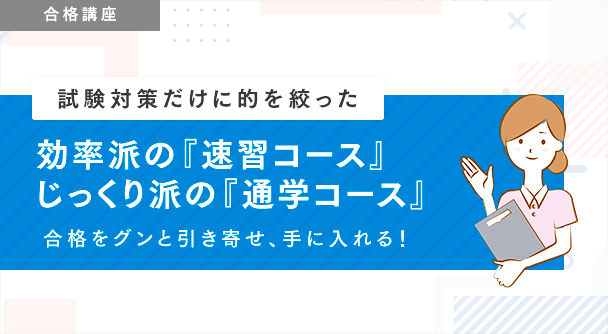 合格講座
試験対策だけに的を絞った
効率派の『速習コース』
じっくり派の『通学コース』
合格をグンと引き寄せ、手に入れる！